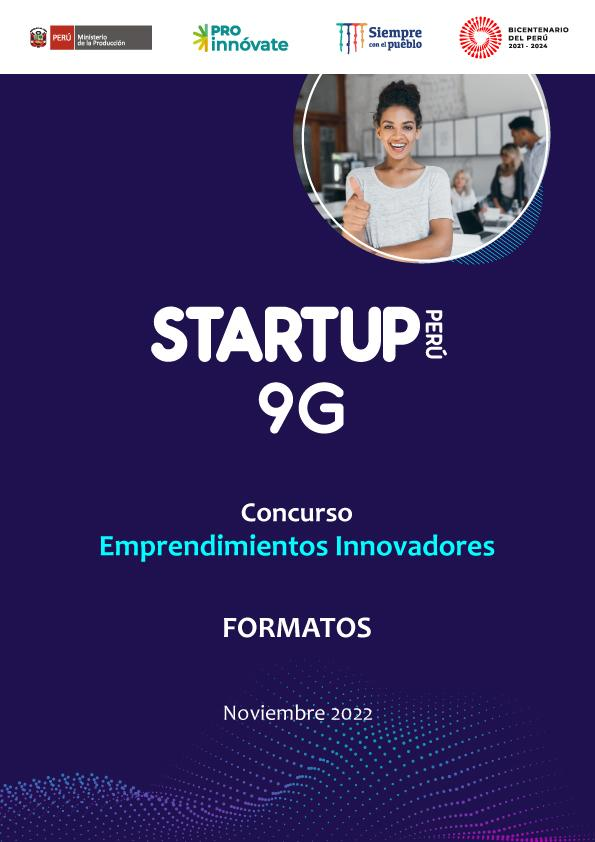 PERÚ
Ministerio
de la Producción
PRO
innóvate
Siempre
con el pueblo
BICENTENARIO
DEL PERÚ
2021 - 2024
STARTUP PERÚ
9G
Concurso
Emprendimientos Innovadores
FORMATOS
Noviembre 2022